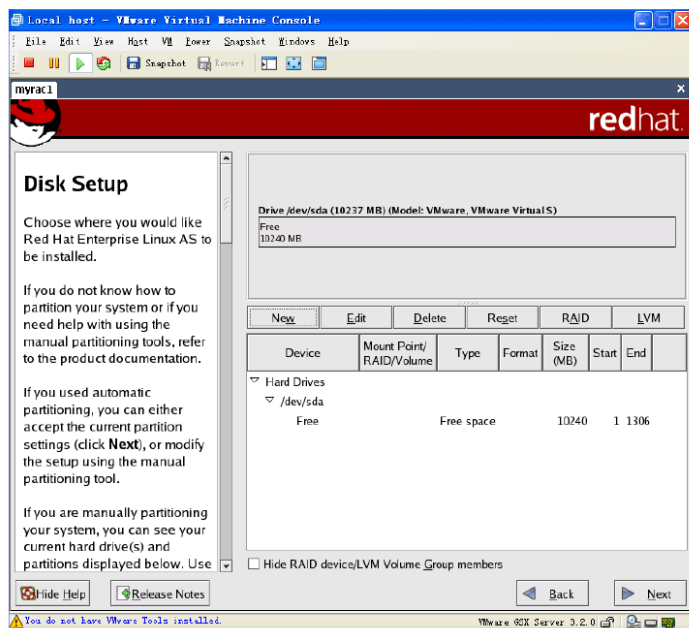 Local host - VMware Virtual Machine Console
File Edit View Host VM Power Snapshot Windows Help
Snapshot Revert
myrac1
redhat.
Disk Setup
Choose where you would like
Red Hat Enterprise Linux AS to
be installed.
If you do not know how to
partition your system or if you
need help with using the
manual partitioning tools, refer
to the product documentation.
If you used automatic
partitioning, you can either
accept the current partition
settings (click Next), or modify
the setup using the manual
partitioning tool.
If you are manually partitioning
your system, you can see your
current hard drive(s) and
partitions displayed below. Use
Drive /dev/sda (10237 MB) (Model: VMware, VMware Virtual S)
Free
10240 MB
New Edit Delete Reset RAID LVM
Device Mount Point/ RAID/Volume Type Format Size (MB) Start End
Hard Drives
/dev/sda
Free Free space 10240 1 1306
Hide RAID device/LVM Volume Group members
Hide Help Release Notes Back Next
You do not have VMware Tools installed. VMware GSX Server 3.2.0